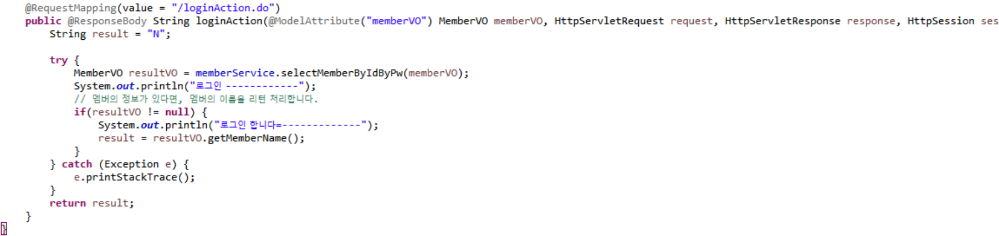 @RequestMapping(value = "/loginAction.do")
public @ResponseBody String loginAction(@ModelAttribute("memberVO") MemberVO memberVO, HttpServletRequest request, HttpServletResponse response, HttpSession ses
String result = "N";
try {
MemberVO resultVO = memberService.selectMemberByIdByPw(memberVO);
System.out.println("로그인 ------------");
// 멤버의 정보가 있다면, 멤버의 이름을 리턴 처리합니다.
if(resultVO != null) {
System.out.println("로그인 합니다=-------------");
result = resultVO.getMemberName();
}
} catch (Exception e) {
e.printStackTrace();
}
return result;
}
}